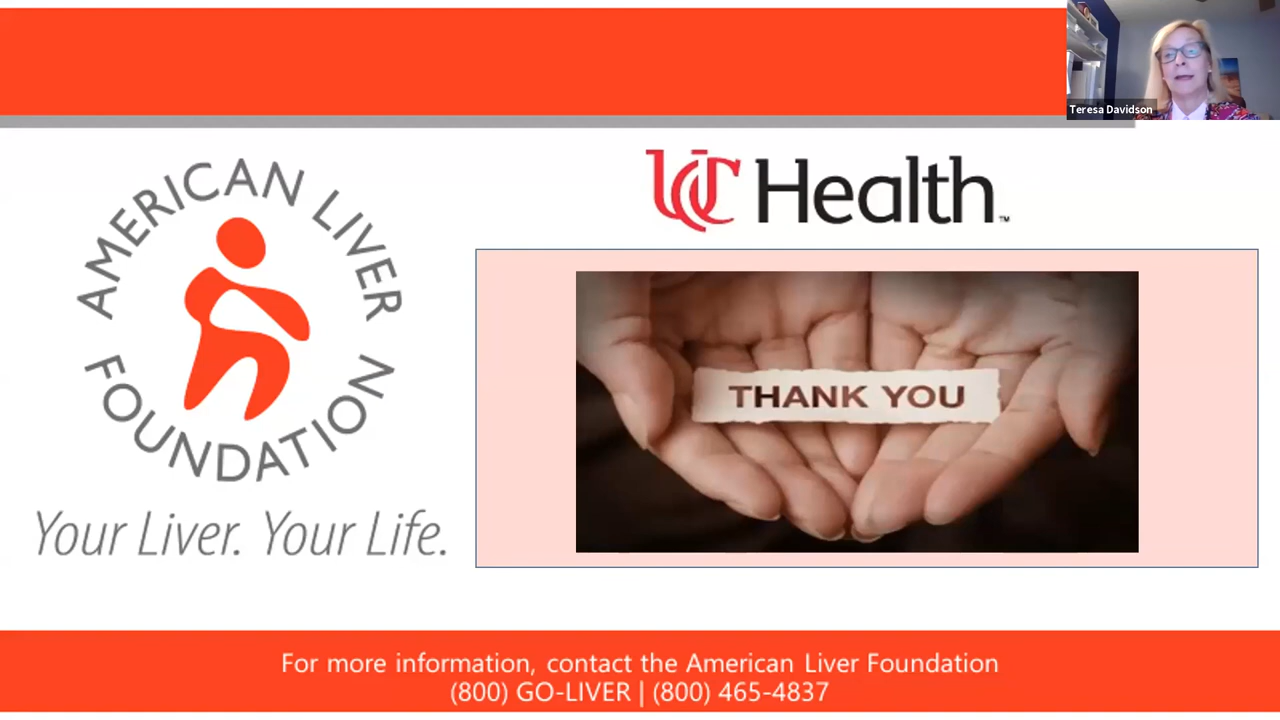 Teresa Davidson
AMERICAN LIVER
FOUNDATION
Your Liver. Your Life.
UC Health™
THANK YOU
For more information, contact the American Liver Foundation
(800) GO-LIVER | (800) 465-4837